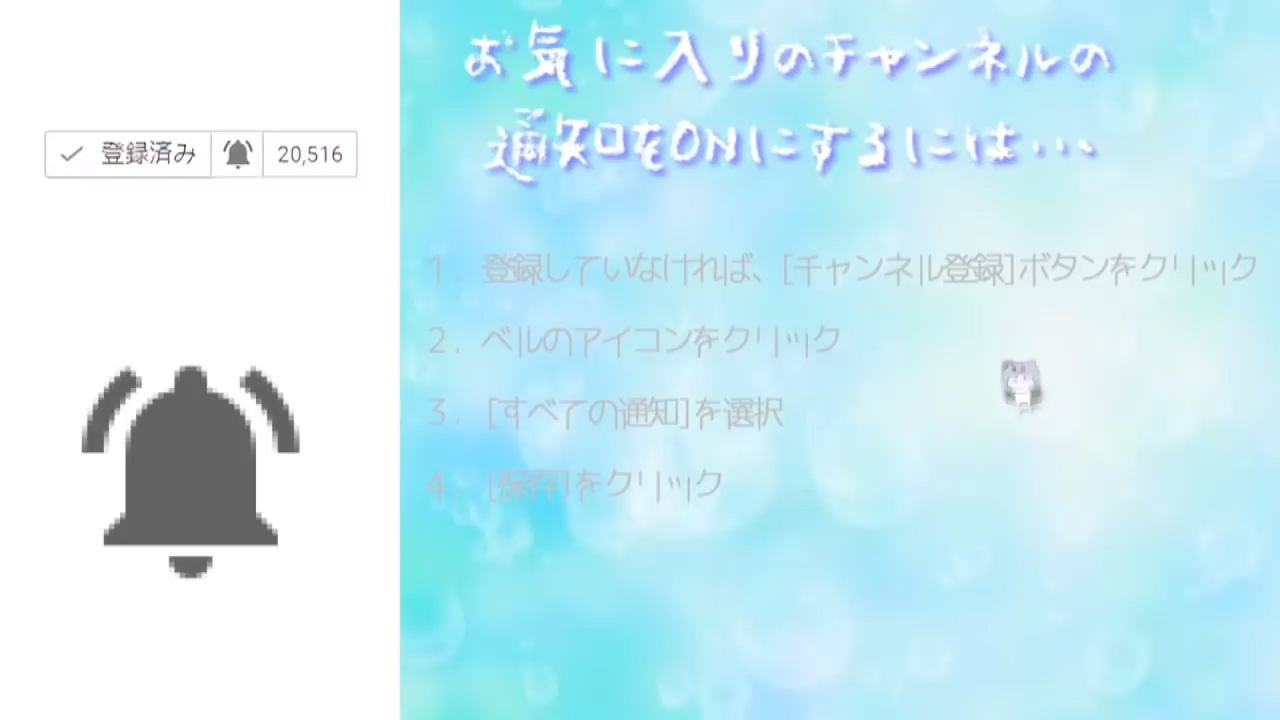 登録済み 20,516
お気に入りのチャンネルの
通知をONにするには…
1. 登録していなければ、[チャンネル登録]ボタンをクリック
2. ベルのアイコンをクリック
3. [すべての通知]を選択
4. [保存]をクリック